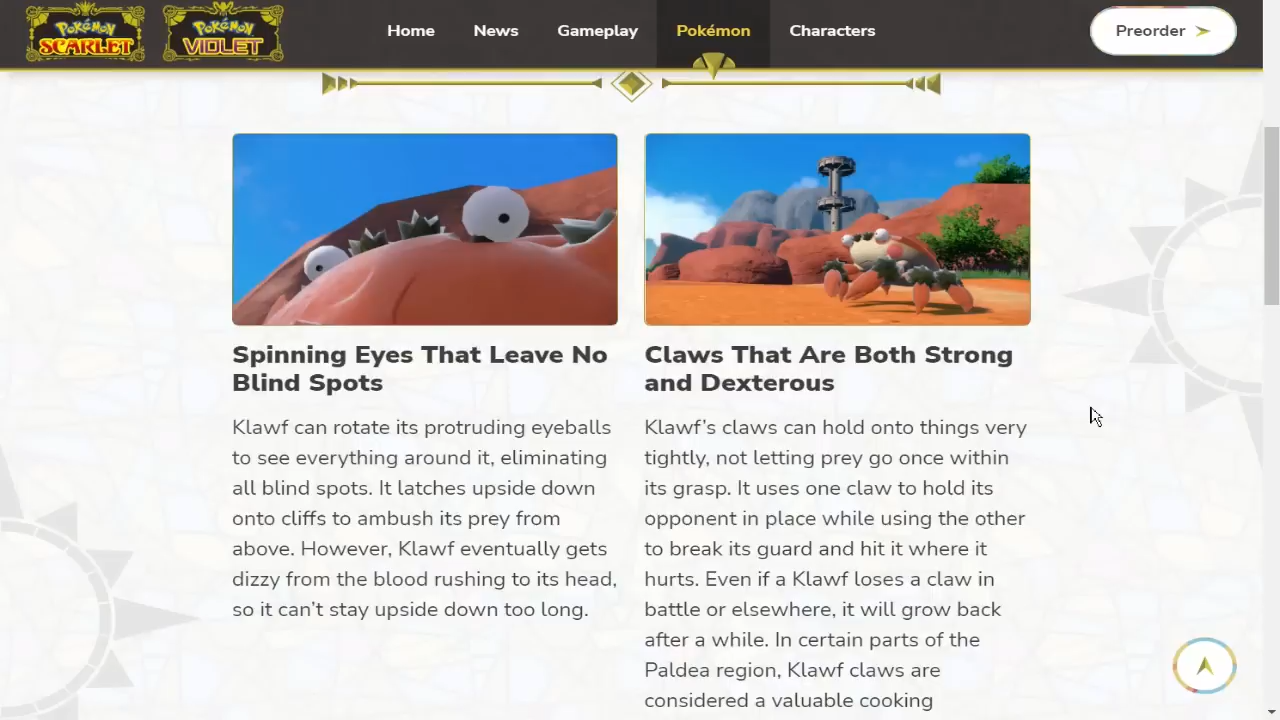 Pokémon
SCARLET
Pokémon
VIOLET
Home
News
Gameplay
Pokémon
Characters
Preorder
Spinning Eyes That Leave No
Blind Spots
Klawf can rotate its protruding eyeballs
to see everything around it, eliminating
all blind spots. It latches upside down
onto cliffs to ambush its prey from
above. However, Klawf eventually gets
dizzy from the blood rushing to its head,
so it can’t stay upside down too long.
Claws That Are Both Strong
and Dexterous
Klawf’s claws can hold onto things very
tightly, not letting prey go once within
its grasp. It uses one claw to hold its
opponent in place while using the other
to break its guard and hit it where it
hurts. Even if a Klawf loses a claw in
battle or elsewhere, it will grow back
after a while. In certain parts of the
Paldea region, Klawf claws are
considered a valuable cooking